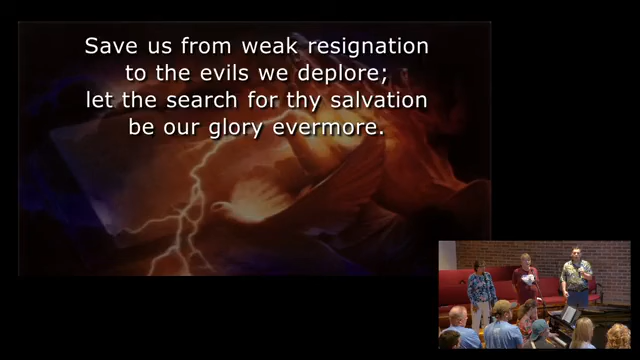 Save us from weak resignation
to the evils we deplore;
let the search for thy salvation
be our glory evermore.